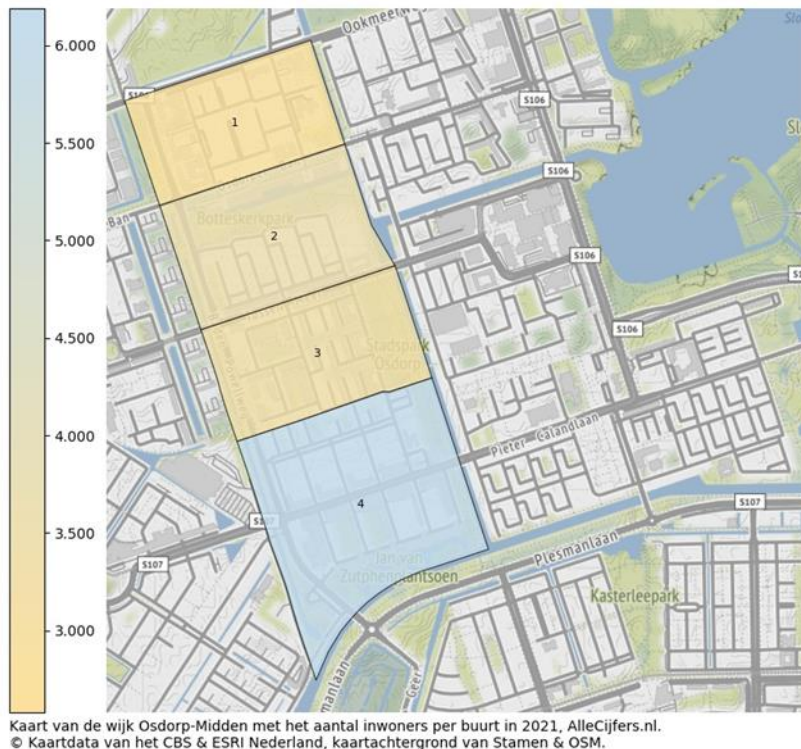 6.000
5.500
5.000
4.500
4.000
3.500
3.000
Ookmeerweg
S106
S106
S106
S106
1
Botteskerkpark
2
Stadspark
Osdorp
3
Pieter Calandlaan
4
S107
S107
S107
Jan van
Zutphenplantsoen
Plesmanlaan
Kasterleepark
Geer
Kaart van de wijk Osdorp-Midden met het aantal inwoners per buurt in 2021, AlleCijfers.nl.
© Kaartdata van het CBS & ESRI Nederland, kaartachtergrond van Stamen & OSM.